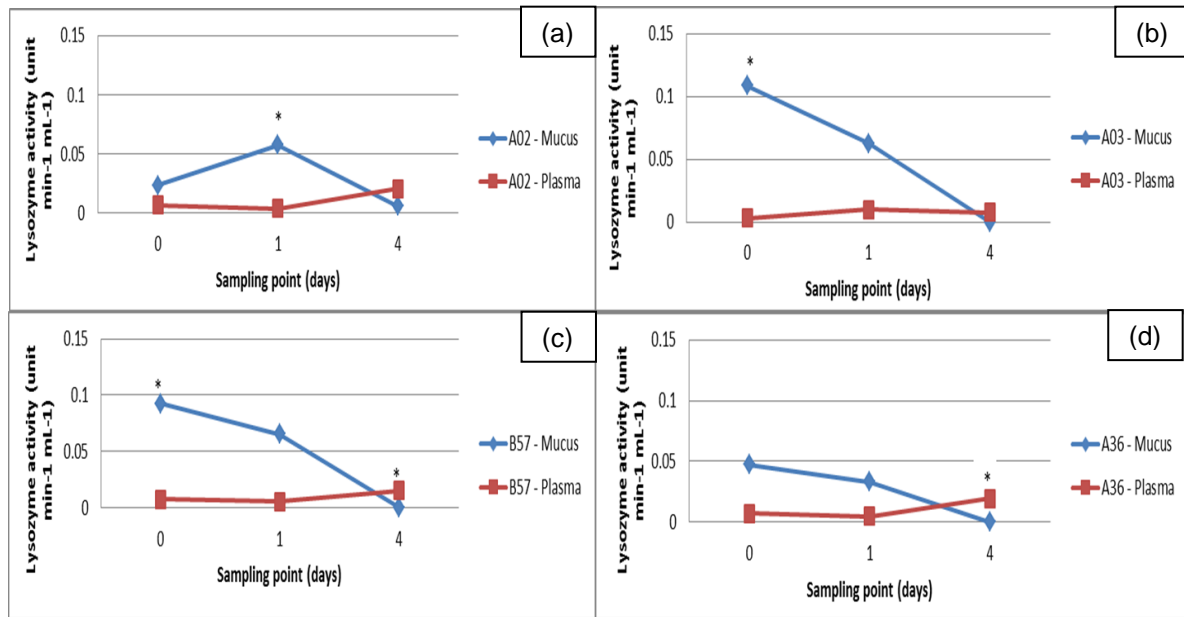 (a)
Lysozyme activity (unit
min-1 mL-1)
0.15
0.1
0.05
0
*
0 1 4
Sampling point (days)
A02 - Mucus
A02 - Plasma
(b)
Lysozyme activity (unit
min-1 mL-1)
0.15
0.1
0.05
0
*
0 1 4
Sampling point (days)
A03 - Mucus
A03 - Plasma
(c)
Lysozyme activity (unit
min-1 mL-1)
0.15
0.1
0.05
0
*
*
0 1 4
Sampling point (days)
B57 - Mucus
B57 - Plasma
(d)
Lysozyme activity (unit
min-1 mL-1)
0.15
0.1
0.05
0
*
0 1 4
Sampling point (days)
A36 - Mucus
A36 - Plasma